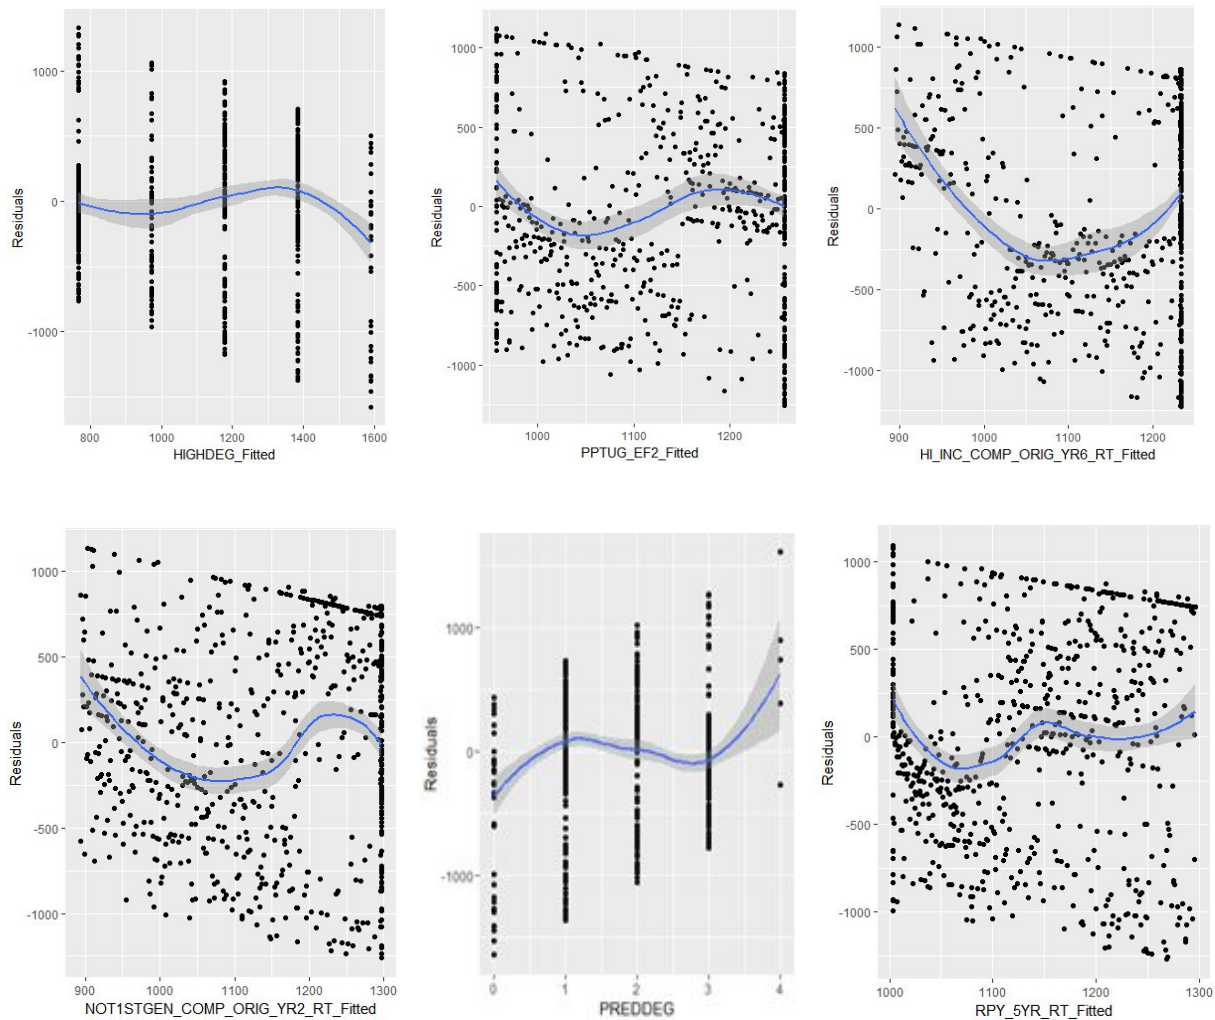 1000
0
-1000
Residuals
800 1000 1200 1400 1600
HIGHDEG_Fitted
1000
500
0
-500
-1000
Residuals
1000 1100 1200
PPTUG_EF2_Fitted
1000
500
0
-500
-1000
Residuals
900 1000 1100 1200
HI_INC_COMP_ORIG_YR6_RT_Fitted
1000
500
0
-500
-1000
Residuals
900 1000 1100 1200 1300
NOT1STGEN_COMP_ORIG_YR2_RT_Fitted
1000
0
-1000
Residuals
0 1 2 3 4
PREDDEG
1000
500
0
-500
-1000
Residuals
1000 1100 1200 1300
RPY_5YR_RT_Fitted